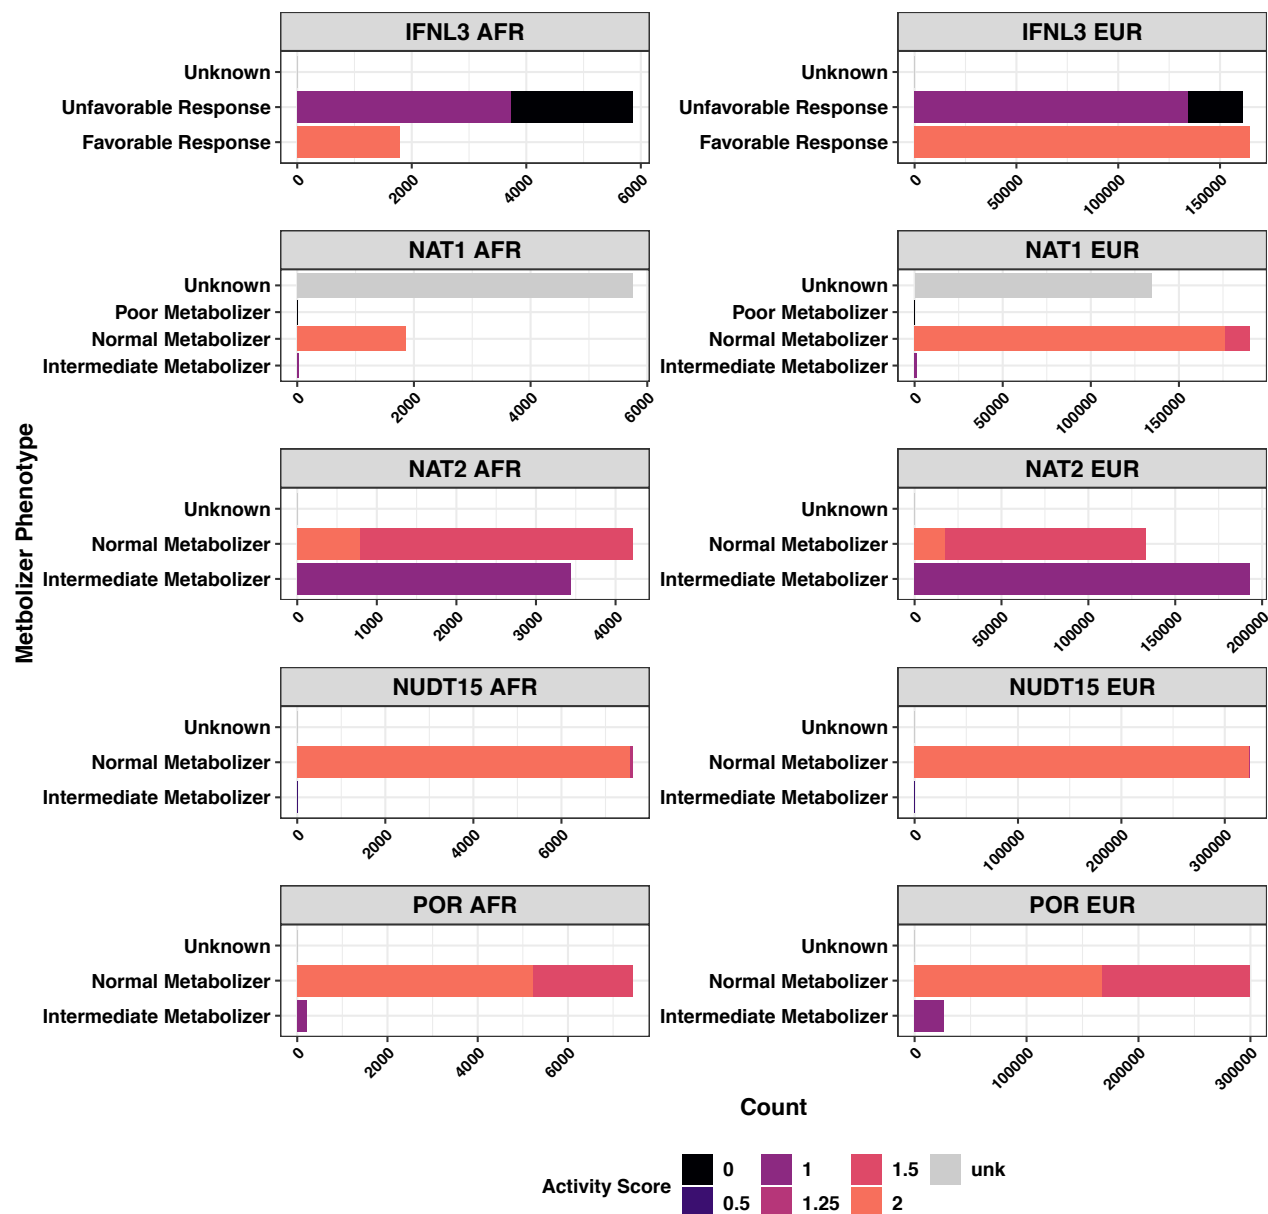 IFNL3 AFR
Unknown
Unfavorable Response
Favorable Response
0 2000 4000 6000
IFNL3 EUR
Unknown
Unfavorable Response
Favorable Response
0 50000 100000 150000
NAT1 AFR
Unknown
Poor Metabolizer
Normal Metabolizer
Intermediate Metabolizer
0 2000 4000 6000
NAT1 EUR
Unknown
Poor Metabolizer
Normal Metabolizer
Intermediate Metabolizer
0 50000 100000 150000
Metbolizer Phenotype
NAT2 AFR
Unknown
Normal Metabolizer
Intermediate Metabolizer
0 1000 2000 3000 4000
NAT2 EUR
Unknown
Normal Metabolizer
Intermediate Metabolizer
0 50000 100000 150000 200000
NUDT15 AFR
Unknown
Normal Metabolizer
Intermediate Metabolizer
0 2000 4000 6000
NUDT15 EUR
Unknown
Normal Metabolizer
Intermediate Metabolizer
0 100000 200000 300000
POR AFR
Unknown
Normal Metabolizer
Intermediate Metabolizer
0 2000 4000 6000
POR EUR
Unknown
Normal Metabolizer
Intermediate Metabolizer
0 100000 200000 300000
Count
Activity Score
0 1 1.5 unk
0.5 1.25 2